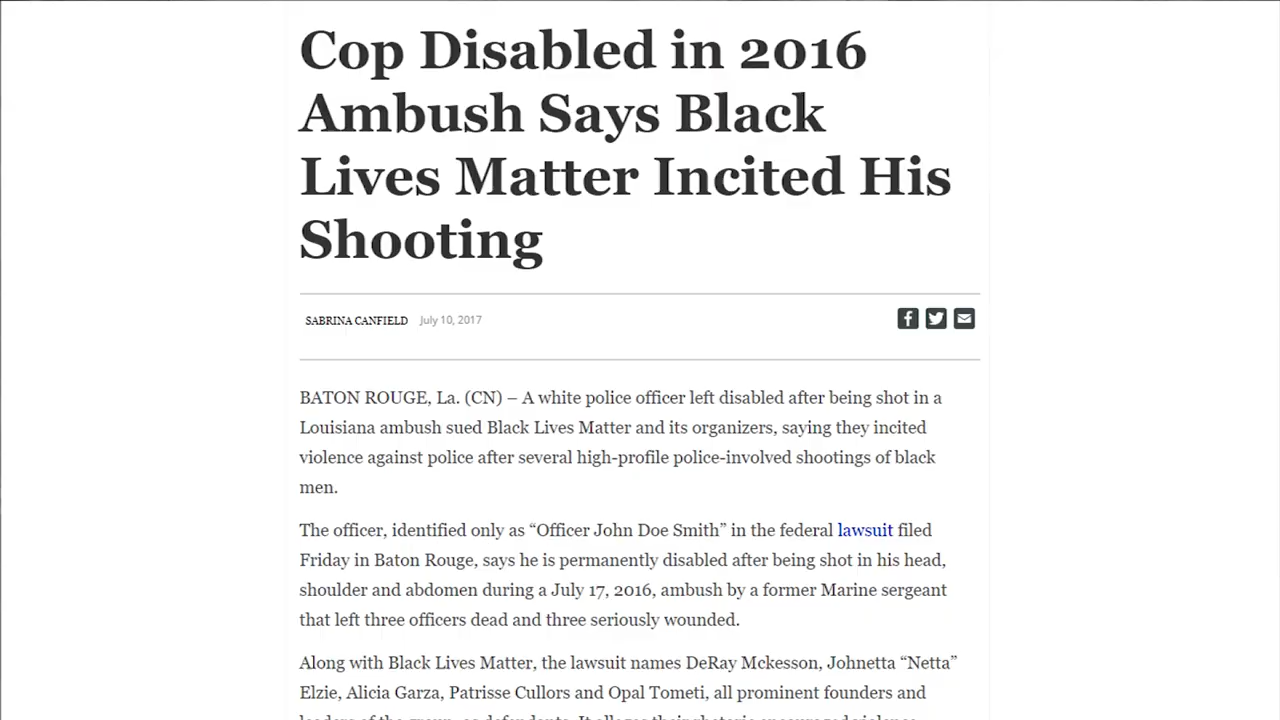 Cop Disabled in 2016
Ambush Says Black
Lives Matter Incited His
Shooting
SABRINA CANFIELD July 10, 2017
BATON ROUGE, La. (CN) – A white police officer left disabled after being shot in a
Louisiana ambush sued Black Lives Matter and its organizers, saying they incited
violence against police after several high-profile police-involved shootings of black
men.
The officer, identified only as “Officer John Doe Smith” in the federal lawsuit filed
Friday in Baton Rouge, says he is permanently disabled after being shot in his head,
shoulder and abdomen during a July 17, 2016, ambush by a former Marine sergeant
that left three officers dead and three seriously wounded.
Along with Black Lives Matter, the lawsuit names DeRay Mckesson, Johnetta “Netta”
Elzie, Alicia Garza, Patrisse Cullors and Opal Tometi, all prominent founders and